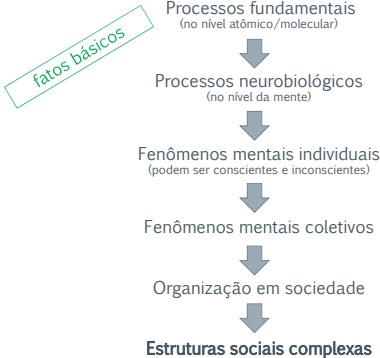 Processos fundamentais
(no nível atômico/molecular)
fatos básicos
Processos neurobiológicos
(no nível da mente)
Fenômenos mentais individuais
(podem ser conscientes e inconscientes)
Fenômenos mentais coletivos
Organização em sociedade
Estruturas sociais complexas